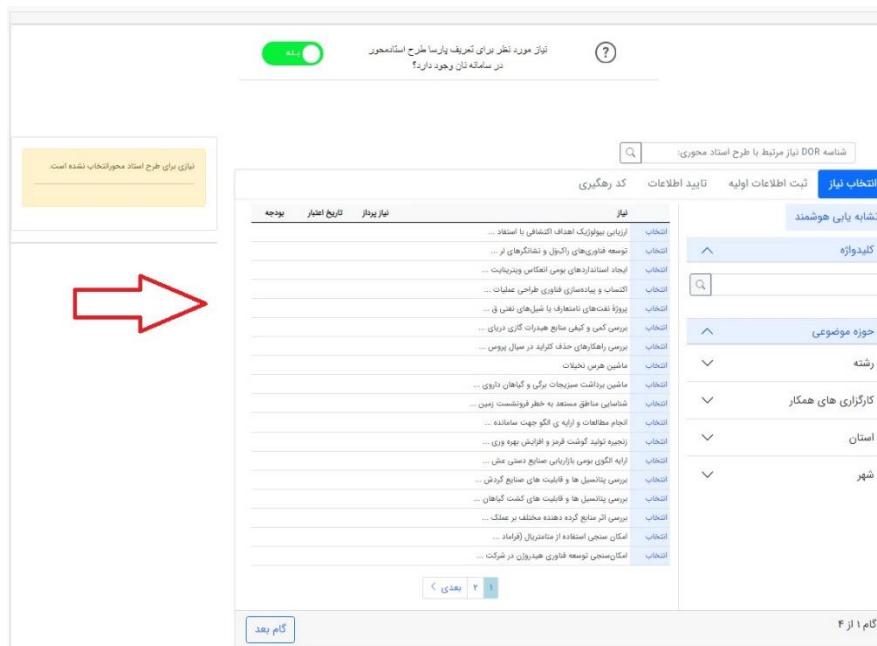 نیاز مورد نظر برای تعریف پارسا طرح استادمحور
در سامانه نان وجود دارد؟
بله
شناسه DOR نیاز مرتبط با طرح استاد محوری:
نیازی برای طرح استاد محورانتخاب نشده است.
انتخاب نیاز ثبت اطلاعات اولیه تایید اطلاعات کد رهگیری
تشابه یابی هوشمند
کلیدواژه
حوزه موضوعی
رشته
کارگزاری های همکار
استان
شهر
نیاز نیاز پرداز تاریخ اعتبار بودجه
انتخاب ارزیابی بیولوژیک اهداف اکتشافی با استفاد ...
انتخاب توسعه فناوری‌های راک‌ول و نشانگرهای لر ...
انتخاب ایجاد استانداردهای بومی انعکاس ویترینایت ...
انتخاب اکتساب و پیاده‌سازی فناوری طراحی عملیات ...
انتخاب پروژهٔ نفت‌های نامتعارف یا شیل‌های نفتی ق ...
انتخاب بررسی کمی و کیفی منابع هیدرات گازی دریای ...
انتخاب بررسی راهکارهای حذف کلراید در سیال پروس ...
انتخاب ماشین هرس نخیلات
انتخاب ماشین برداشت سبزیجات برگی و گیاهان داروی ...
انتخاب شناسایی مناطق مستعد به خطر فرونشست زمین ...
انتخاب انجام مطالعات و ارایه ی الگو جهت سامانده ...
انتخاب زنجیره تولید گوشت قرمز و افزایش بهره وری ...
انتخاب ارایه الگوی بومی بازاریابی صنایع دستی عش ...
انتخاب بررسی پتانسیل ها و قابلیت های صنایع گردش ...
انتخاب بررسی پتانسیل ها و قابلیت های کشت گیاهان ...
انتخاب بررسی اثر منابع گرده دهنده مختلف بر عملک ...
انتخاب امکان سنجی استفاده از متامتریال (فراماد ...
انتخاب امکان‌سنجی توسعه فناوری هیدروژن در شرکت ...
۱ ۲ بعدی
گام ۱ از ۴
گام بعد